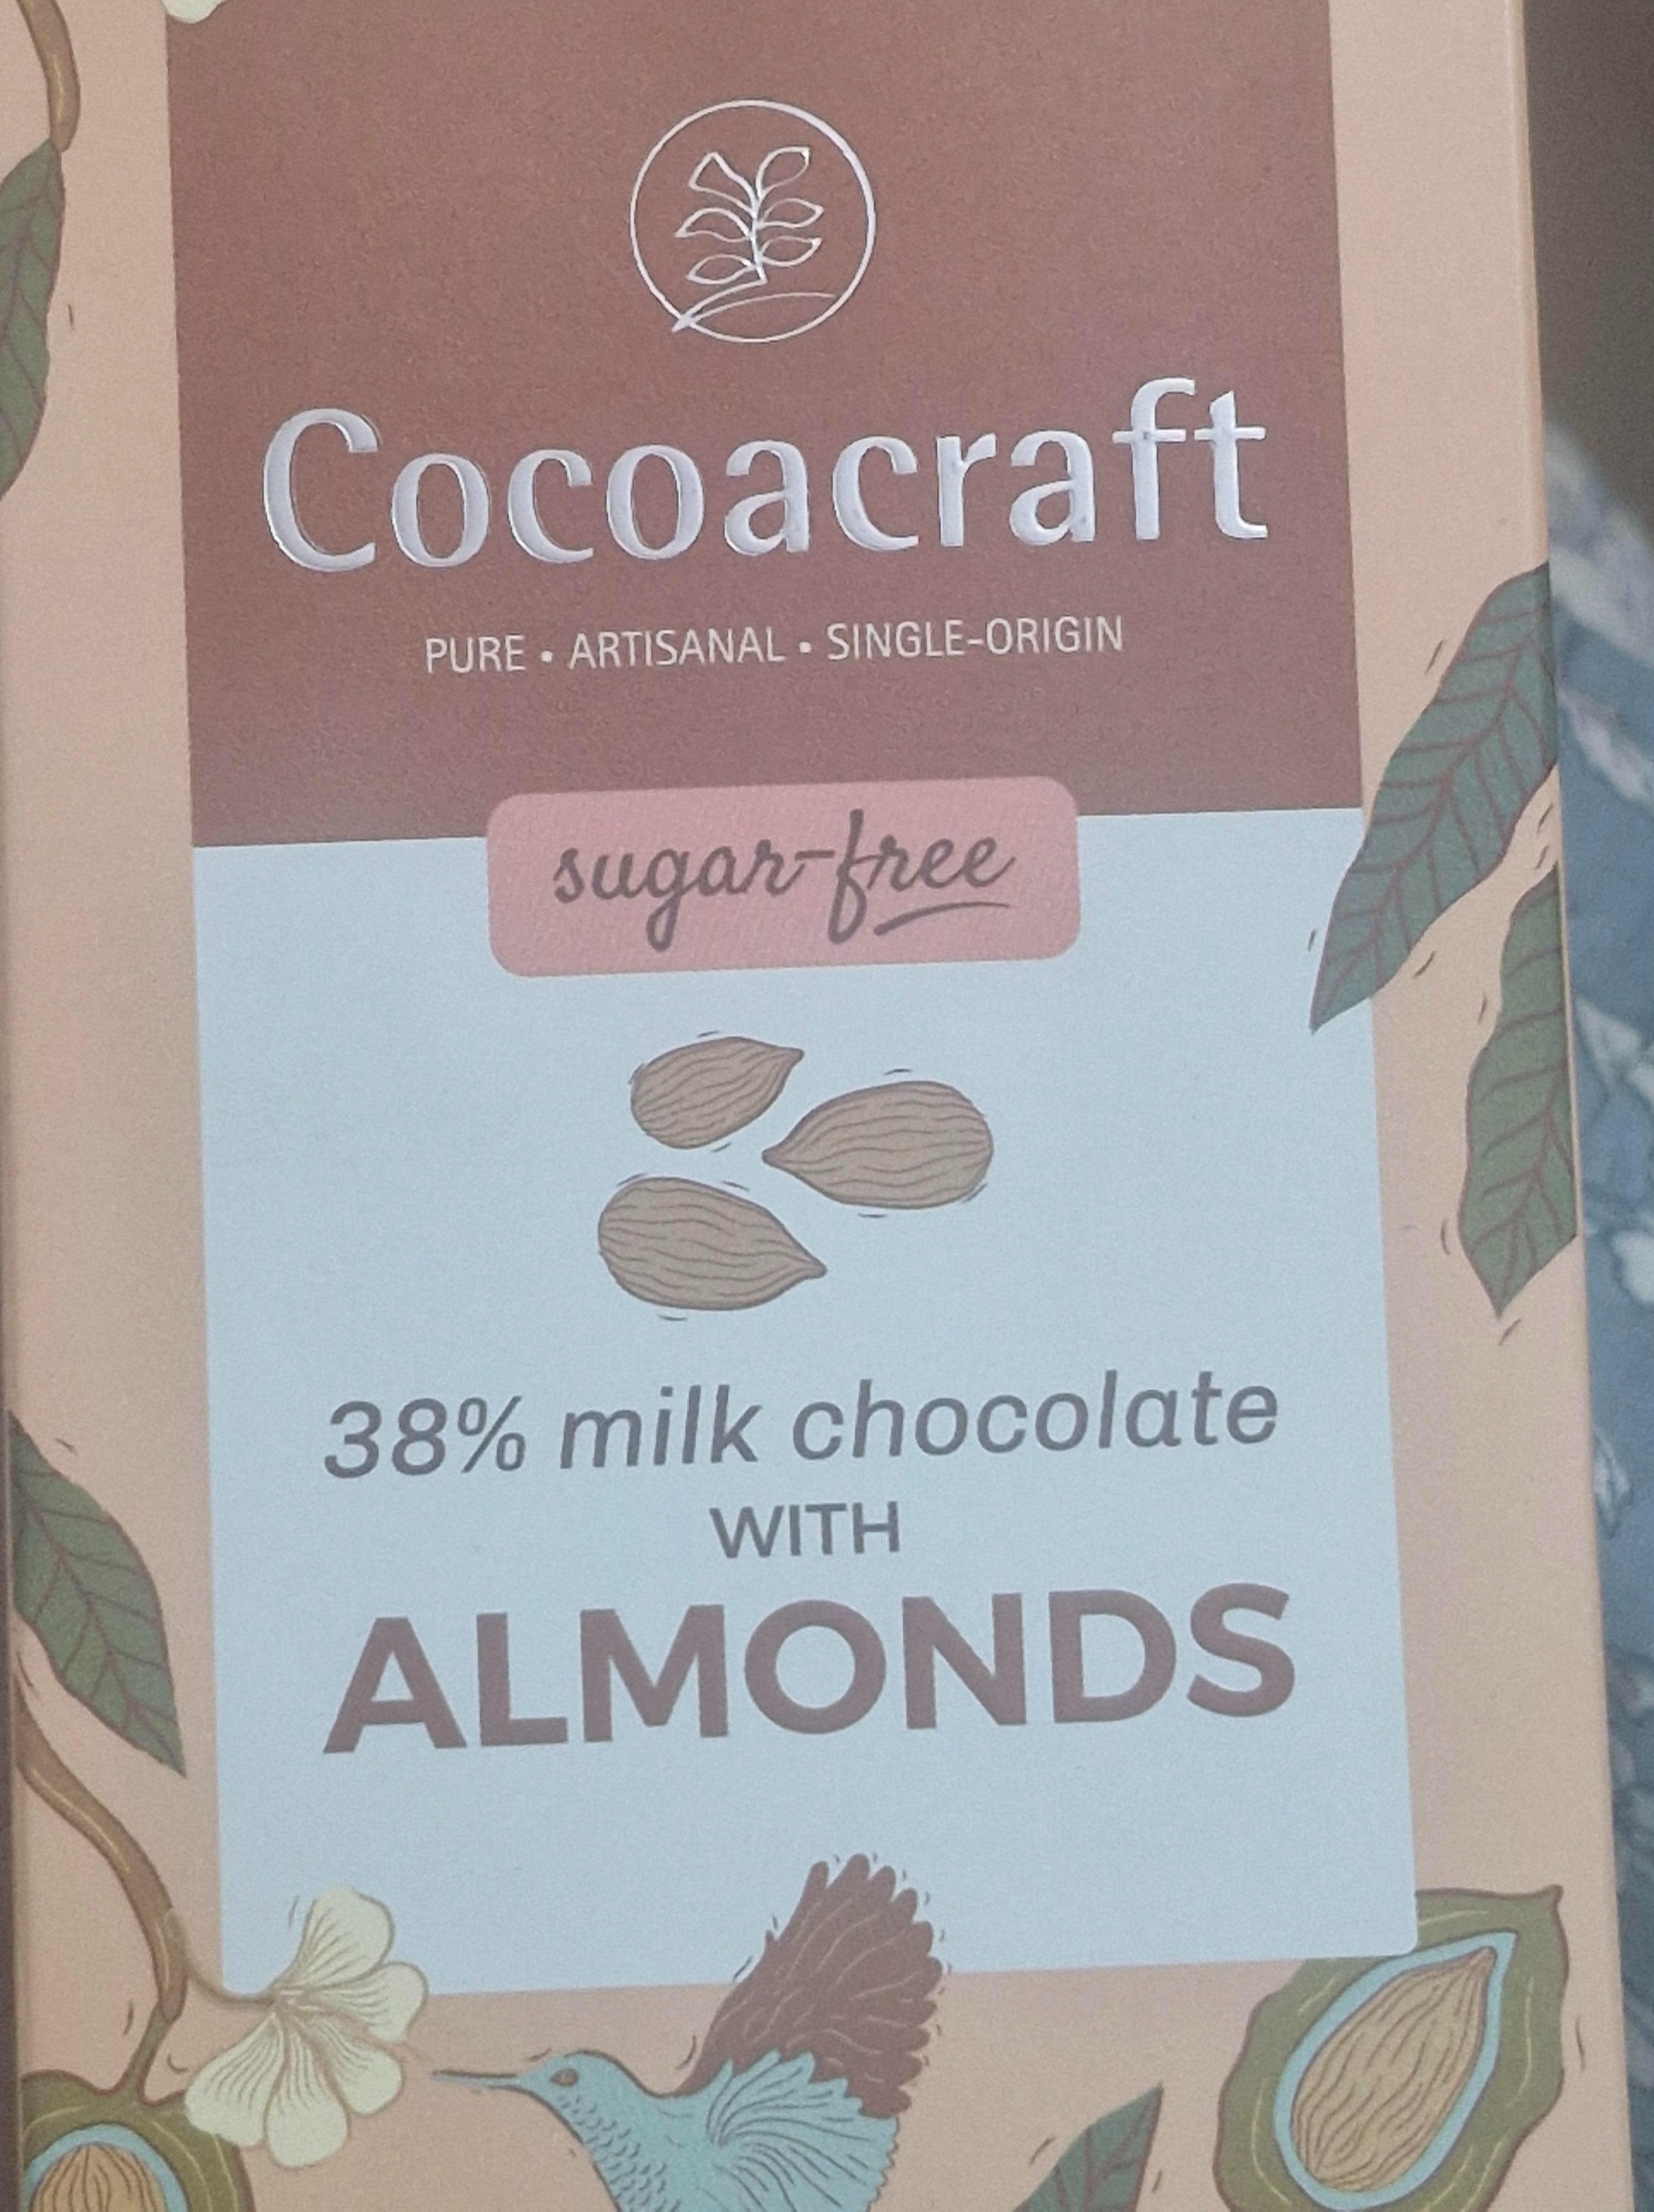 Cocoacraft
PURE • ARTISANAL • SINGLE-ORIGIN
sugar-free
38% milk chocolate
WITH
ALMONDS